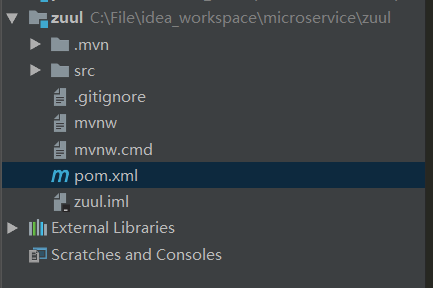 zuul C:\File\idea_workspace\microservice\zuul
.mvn
src
.gitignore
mvnw
mvnw.cmd
pom.xml
zuul.iml
External Libraries
Scratches and Consoles